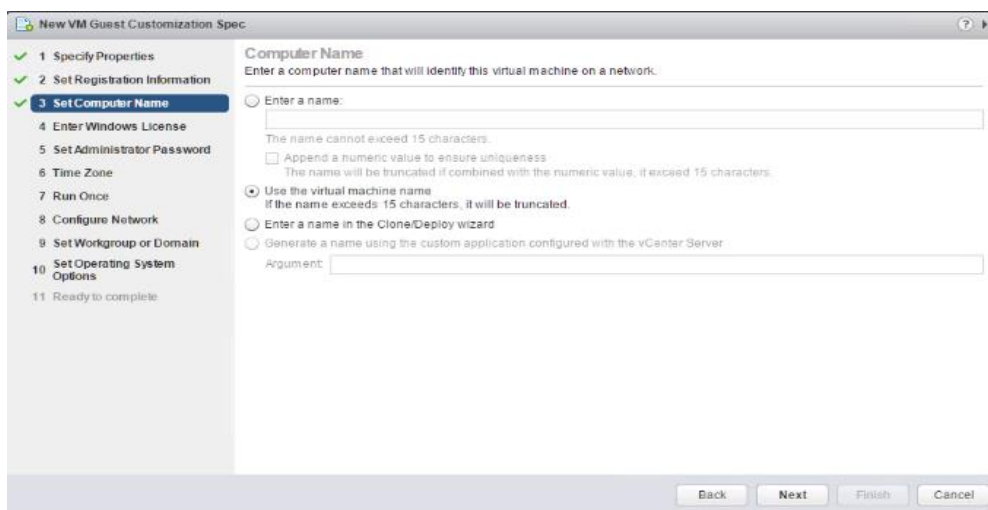 New VM Guest Customization Spec
1 Specify Properties
2 Set Registration Information
3 Set Computer Name
4 Enter Windows License
5 Set Administrator Password
6 Time Zone
7 Run Once
8 Configure Network
9 Set Workgroup or Domain
10 Set Operating System
Options
11 Ready to complete
Computer Name
Enter a computer name that will identify this virtual machine on a network.
Enter a name:
The name cannot exceed 15 characters.
Append a numeric value to ensure uniqueness
The name will be truncated if combined with the numeric value, it exceed 15 characters.
Use the virtual machine name
If the name exceeds 15 characters, it will be truncated.
Enter a name in the Clone/Deploy wizard
Generate a name using the custom application configured with the vCenter Server
Argument:
Back Next Finish Cancel